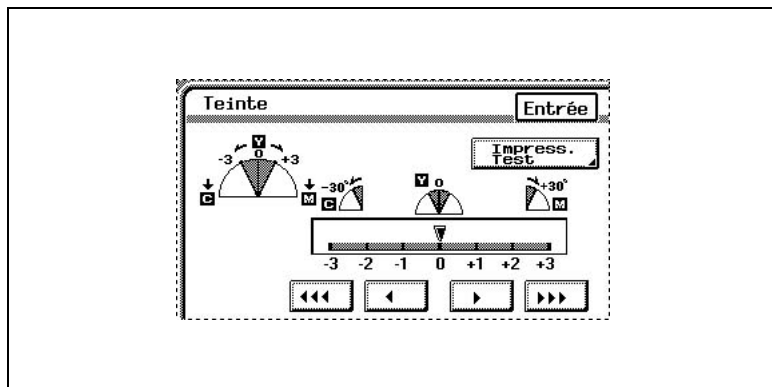 Teinte
Entrée
Impress.
Test
Y
-3 0 +3
C M
-30° Y 0 +30°
C M
-3 -2 -1 0 +1 +2 +3